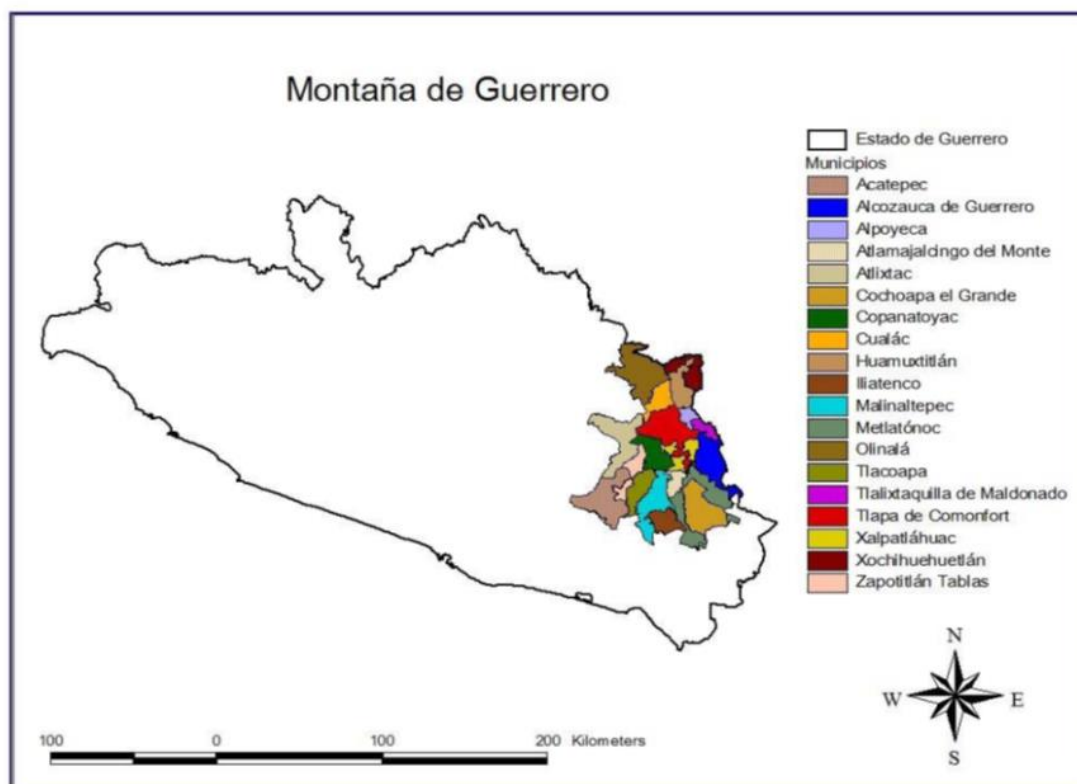 Montaña de Guerrero
Estado de Guerrero
Municipios
Acatepec
Alcozauca de Guerrero
Alpoyeca
Atlamajalcingo del Monte
Atlixtac
Cochoapa el Grande
Copanatoyac
Cualác
Huamuxtitlán
Iliatenco
Malinaltepec
Metlatónoc
Olinalá
Tlacoapa
Tlalixtaquilla de Maldonado
Tlapa de Comonfort
Xalpatláhuac
Xochihuehuetlán
Zapotitlán Tablas
N
W E
S
100 0 100 200 Kilometers